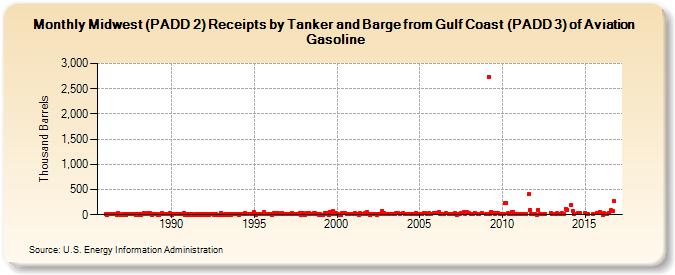 Monthly Midwest (PADD 2) Receipts by Tanker and Barge from Gulf Coast (PADD 3) of Aviation
Gasoline
Thousand Barrels
3,000
2,500
2,000
1,500
1,000
500
0
1990 1995 2000 2005 2010 2015
Source: U.S. Energy Information Administration